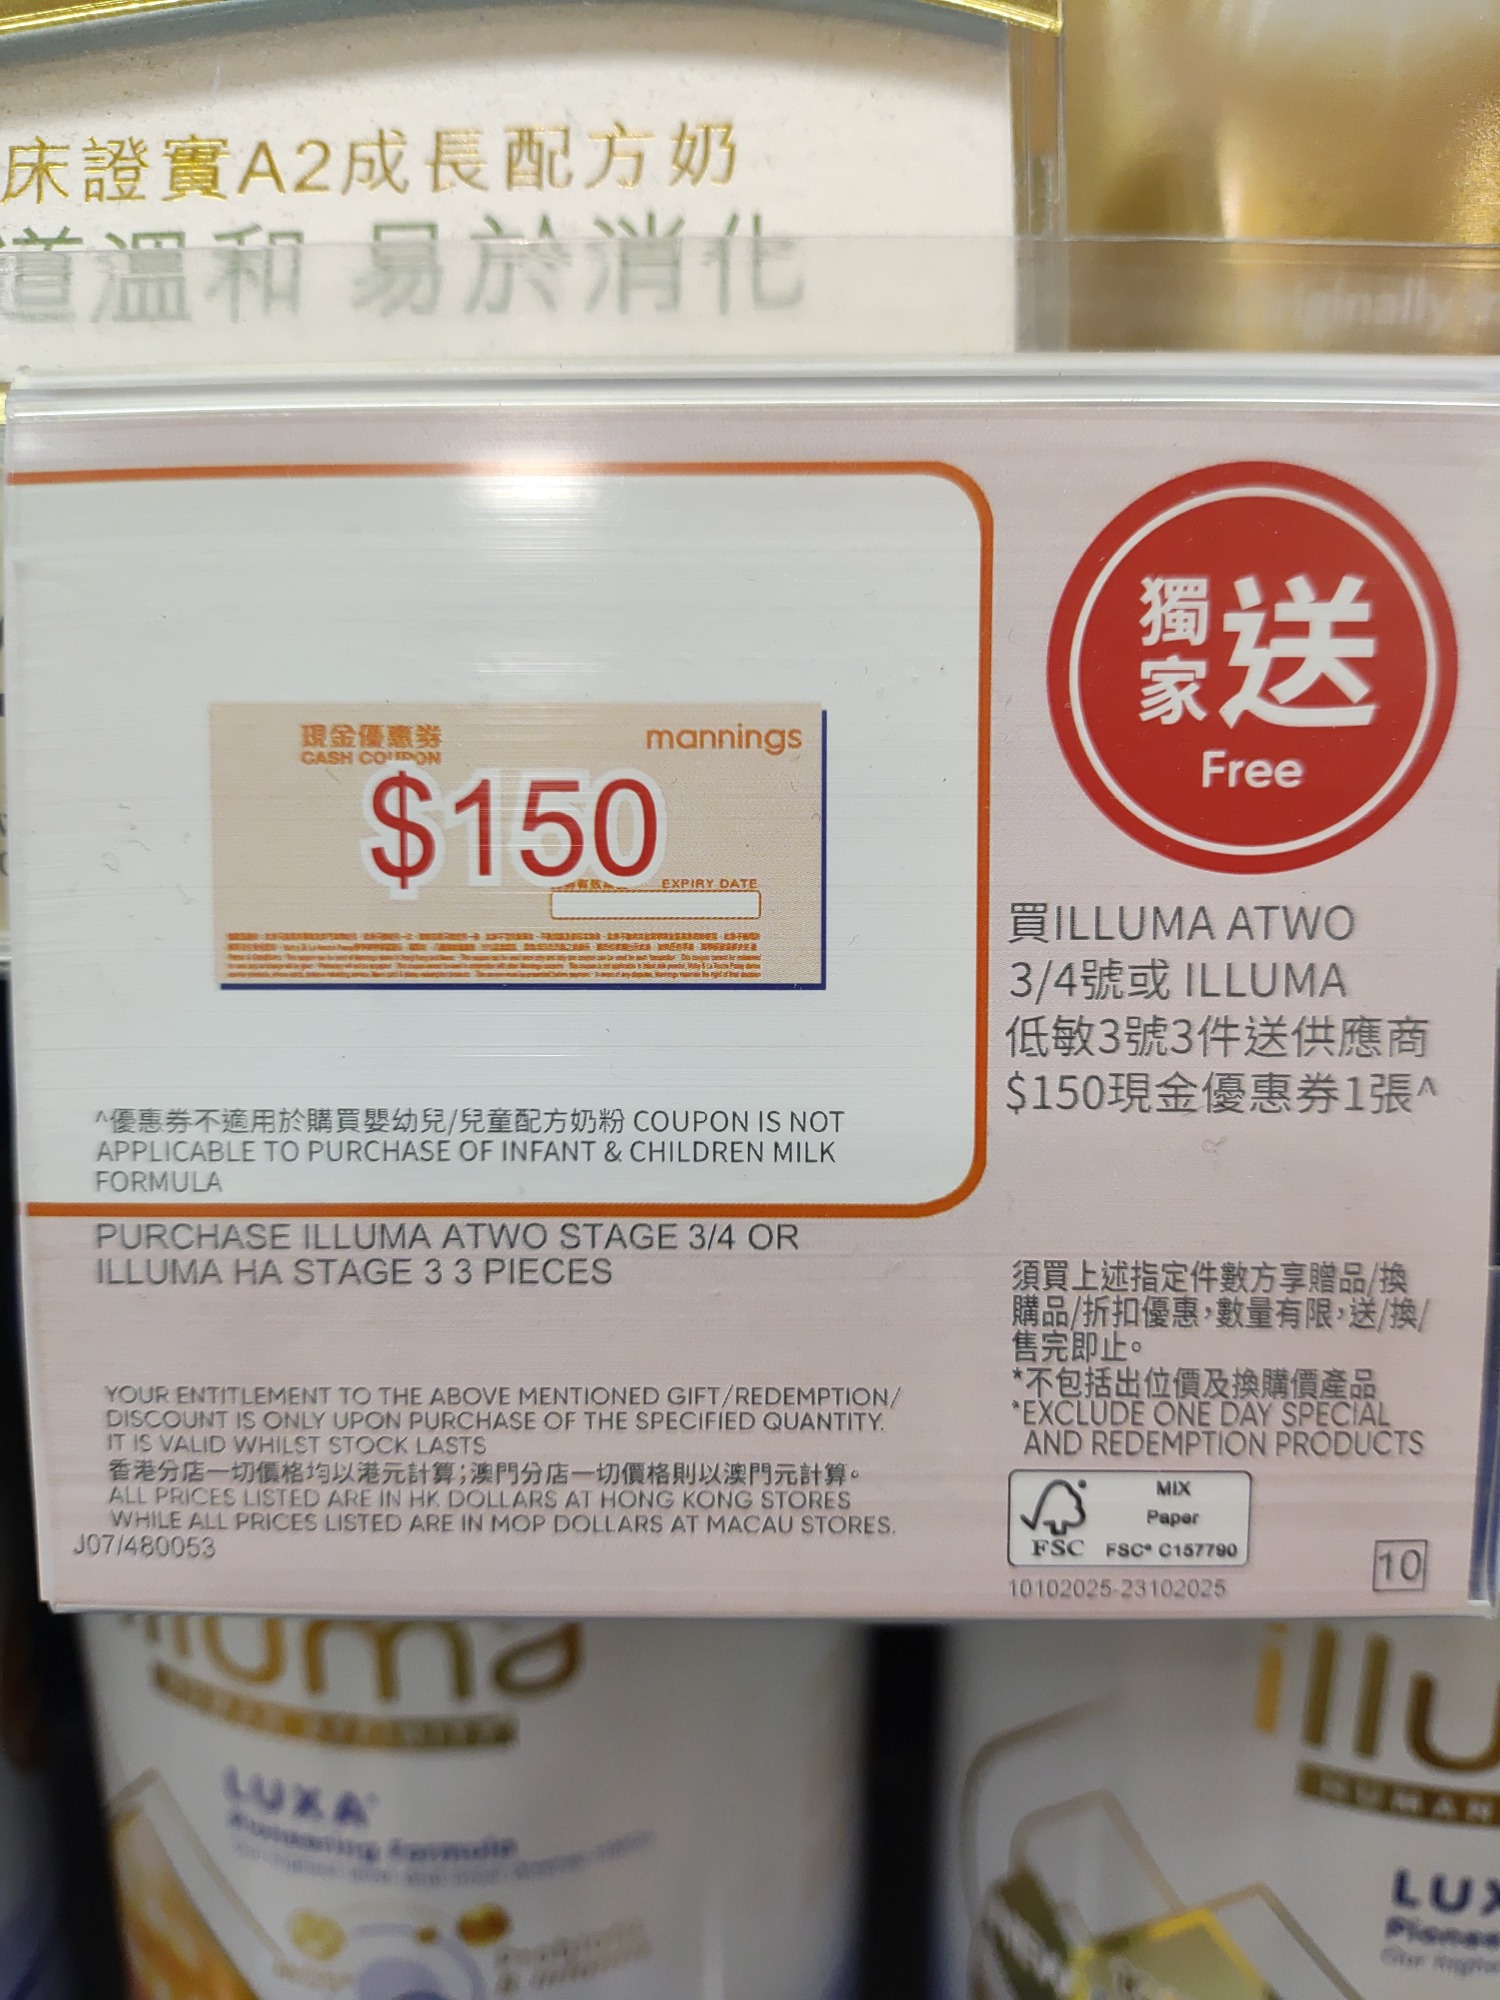 床證實A2成長配方奶
道溫和 易於消化
獨家送
Free
現金優惠券
CASH COUPON
mannings
$150
EXPIRY DATE
買ILLUMA ATWO
3/4號或 ILLUMA
低敏3號3件送供應商
$150現金優惠券1張^
^優惠券不適用於購買嬰幼兒/兒童配方奶粉 COUPON IS NOT
APPLICABLE TO PURCHASE OF INFANT & CHILDREN MILK
FORMULA
PURCHASE ILLUMA ATWO STAGE 3/4 OR
ILLUMA HA STAGE 3 3 PIECES
須買上述指定件數方享贈品/換
購品/折扣優惠,數量有限,送/換/
售完即止。
*不包括出位價及換購價產品
*EXCLUDE ONE DAY SPECIAL
AND REDEMPTION PRODUCTS
YOUR ENTITLEMENT TO THE ABOVE MENTIONED GIFT/REDEMPTION/
DISCOUNT IS ONLY UPON PURCHASE OF THE SPECIFIED QUANTITY.
IT IS VALID WHILST STOCK LASTS
香港分店一切價格均以港元計算;澳門分店一切價格則以澳門元計算。
ALL PRICES LISTED ARE IN HK DOLLARS AT HONG KONG STORES
WHILE ALL PRICES LISTED ARE IN MOP DOLLARS AT MACAU STORES.
J07/480053
MIX
Paper
FSC FSC® C157790
10102025-23102025
10
illuma
LUXA
Pioneering Formula
illu
HUMAN
LUX